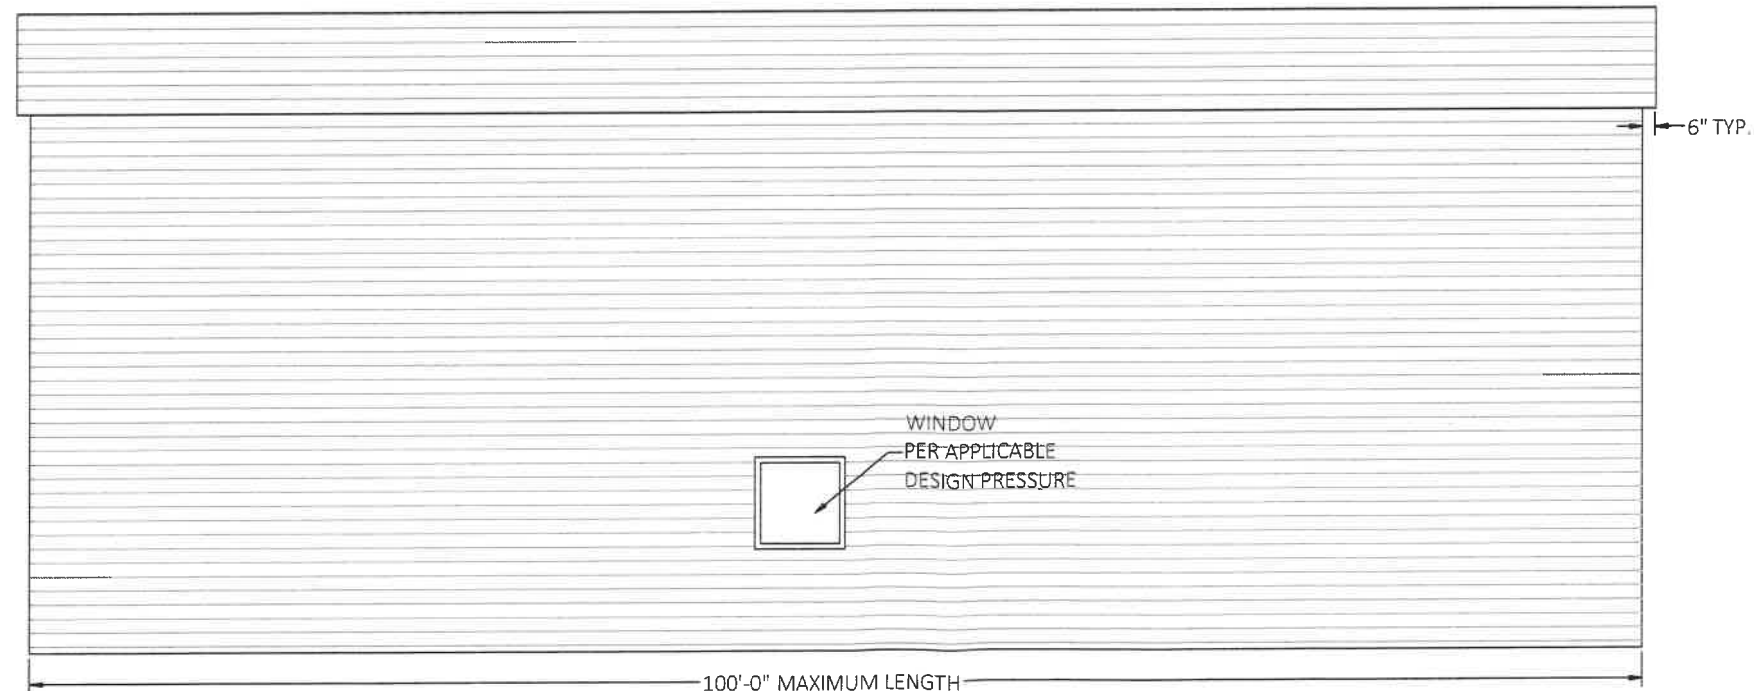 6" TYP.
WINDOW
PER APPLICABLE
DESIGN PRESSURE
100'-0" MAXIMUM LENGTH